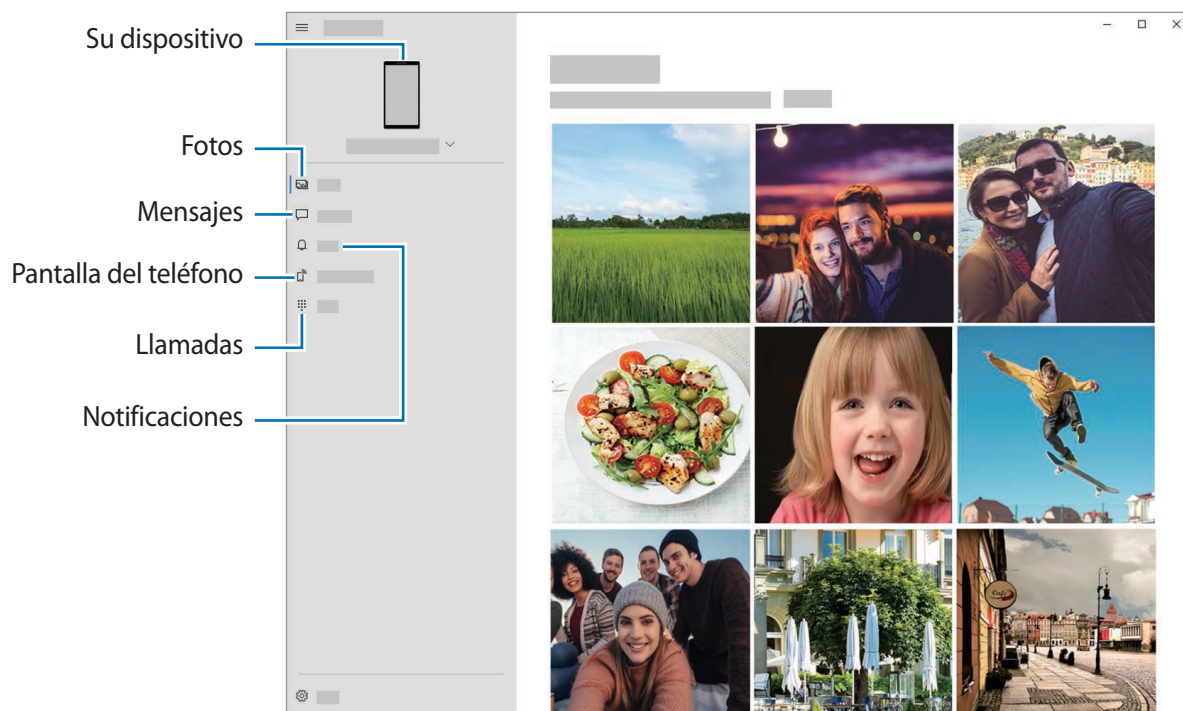 Su dispositivo
Fotos
Mensajes
Pantalla del teléfono
Llamadas
Notificaciones
Café